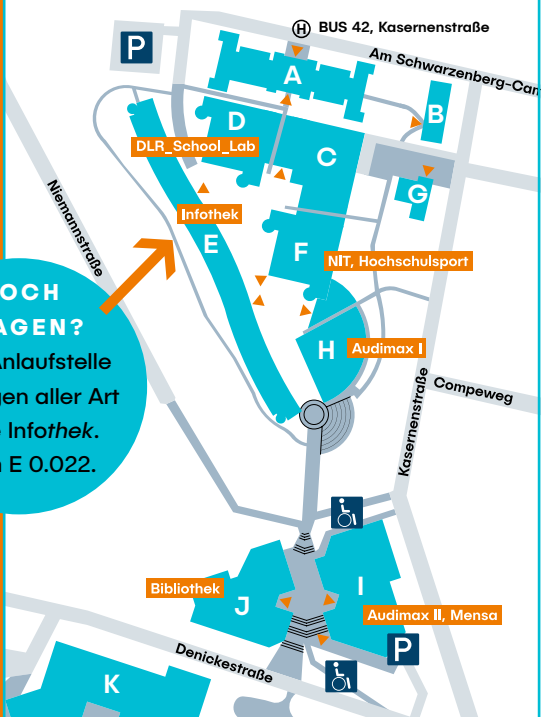 H BUS 42, Kasernenstraße
P
Am Schwarzenberg-Cam
A
B
D
C
DLR_School_Lab
G
Niemannstraße
Infothek
E
F
NIT, Hochschulsport
OCH
AGEN?
Anlaufstelle
gen aller Art
Infothek.
E 0.022.
H
Audimax I
Compeweg
Kasernenstraße
Bibliothek
J
I
Audimax II, Mensa
P
Denickestraße
K